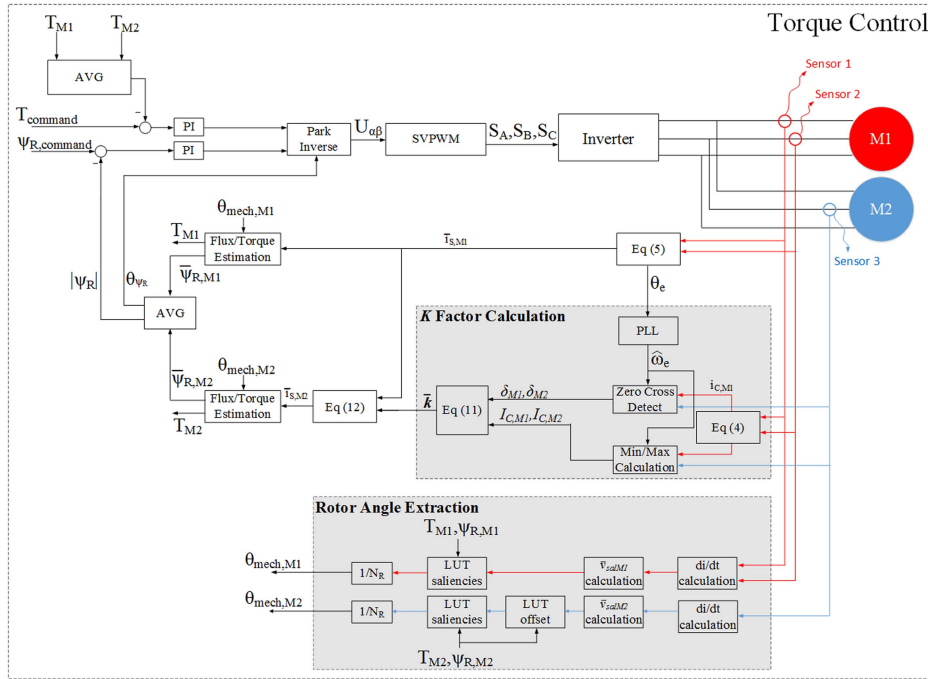 Torque Control
T_M1 T_M2
AVG
Sensor 1
Sensor 2
T_command
ψ_R,command
−
−
PI
PI
Park
Inverse
U_αβ
SVPWM
S_A,S_B,S_C
Inverter
M1
M2
Sensor 3
θ_mech,M1
T_M1
Flux/Torque
Estimation
ψ̅_R,M1
|ψ_R|
θ_ψR
AVG
ī_S,M1
Eq (5)
θ_e
K Factor Calculation
PLL
ω̂_e
ψ̅_R,M2
θ_mech,M2
Flux/Torque
Estimation
T_M2
ī_S,M2
Eq (12)
k̅
Eq (11)
δ_M1,δ_M2
I_C,M1,I_C,M2
Zero Cross
Detect
i_C,M1
Eq (4)
Min/Max
Calculation
Rotor Angle Extraction
T_M1,ψ_R,M1
θ_mech,M1
1/N_R
LUT
saliencies
v̅_salM1
calculation
di/dt
calculation
θ_mech,M2
1/N_R
LUT
saliencies
LUT
offset
v̅_salM2
calculation
di/dt
calculation
T_M2,ψ_R,M2